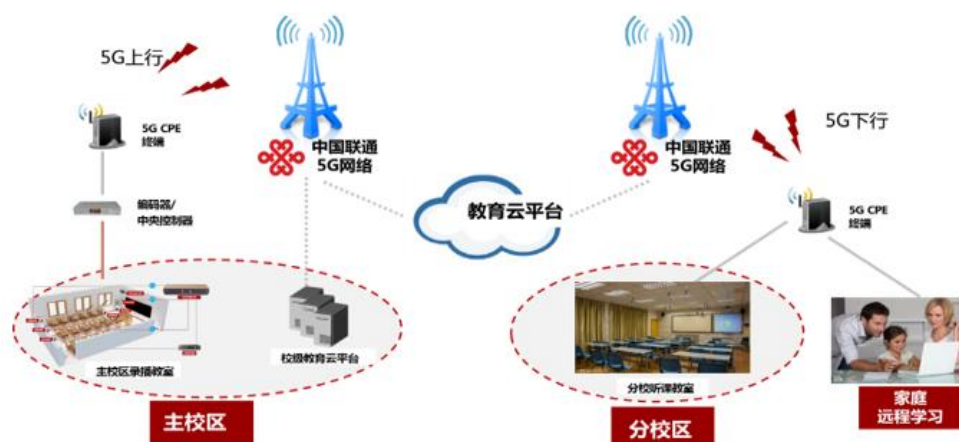 5G上行
5G CPE
终端
中国联通
5G网络
编码器/
中央控制器
教育云平台
中国联通
5G网络
5G下行
5G CPE
终端
主校区录播教室
校级教育云平台
分校听课教室
主校区
分校区
家庭
远程学习